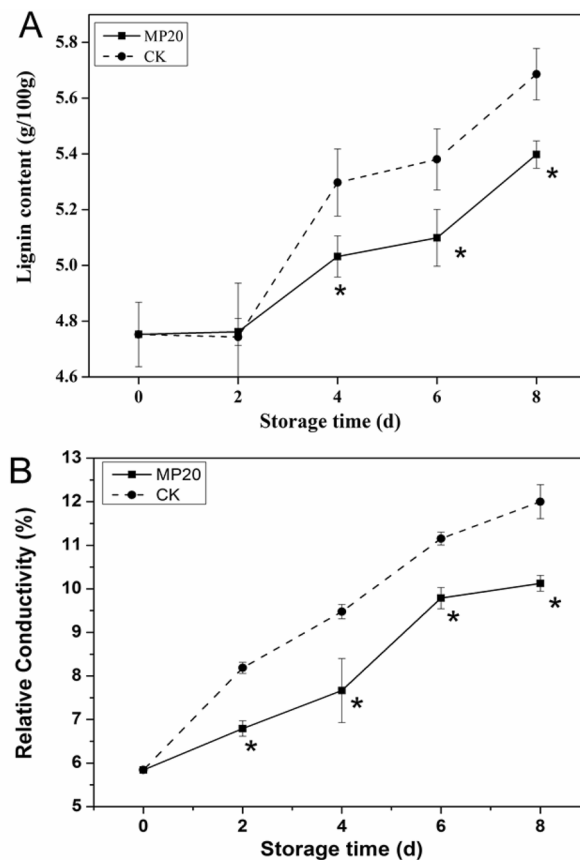 A
MP20
CK
Lignin content (g/100g)
5.8
5.6
5.4
5.2
5.0
4.8
4.6
0 2 4 6 8
* * *
Storage time (d)
B
MP20
CK
Relative Conductivity (%)
13
12
11
10
9
8
7
6
5
0 2 4 6 8
* * * *
Storage time (d)